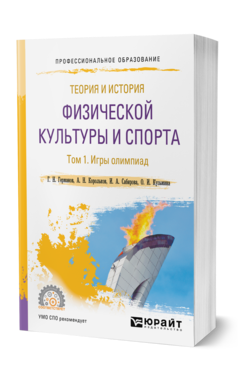 ПРОФЕССИОНАЛЬНОЕ ОБРАЗОВАНИЕ
ТЕОРИЯ И ИСТОРИЯ
ФИЗИЧЕСКОЙ
КУЛЬТУРЫ И СПОРТА
Том 1. Игры олимпиад
Г. Н. Германов, А. Н. Корольков, И. А. Сабирова, О. И. Кузьмина
УМО СПО рекомендует
юрайт
издательство